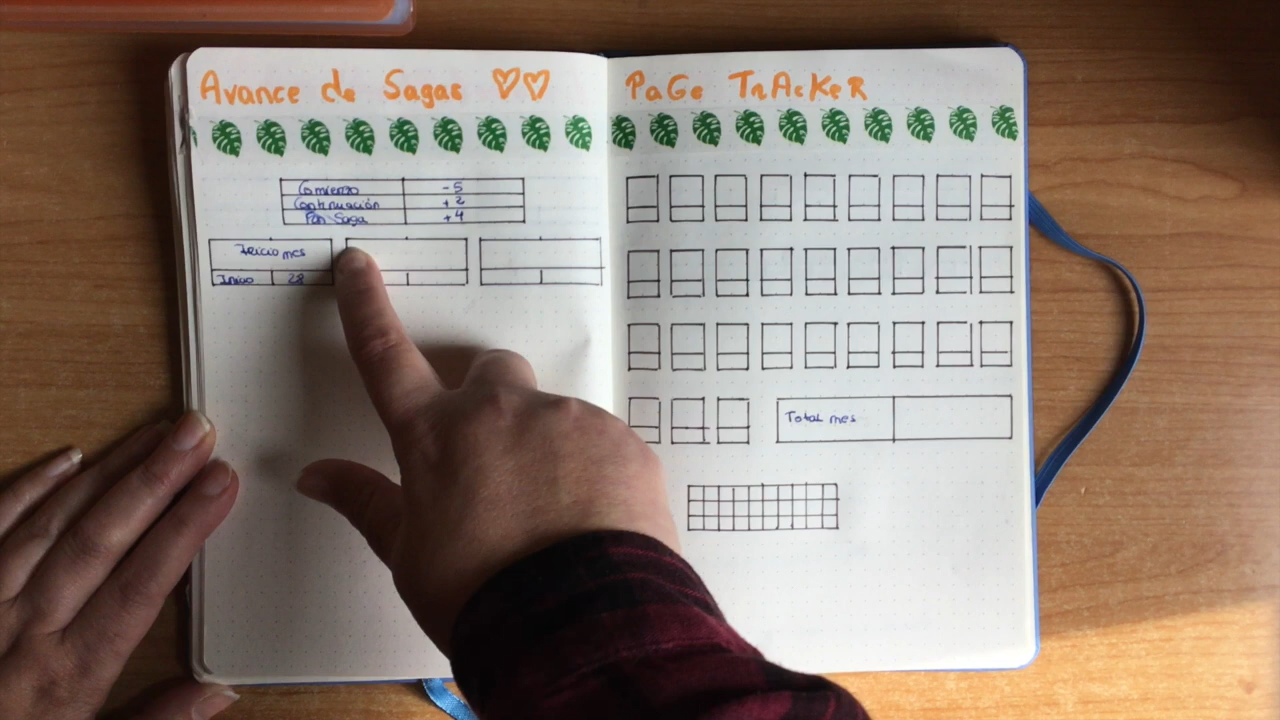 Avance de Sagas ♡♡
Comienzo -5
Continuación +2
Fin Saga +4
Inicio mes
Inicio 28
PaGe TrAcKeR
Total mes